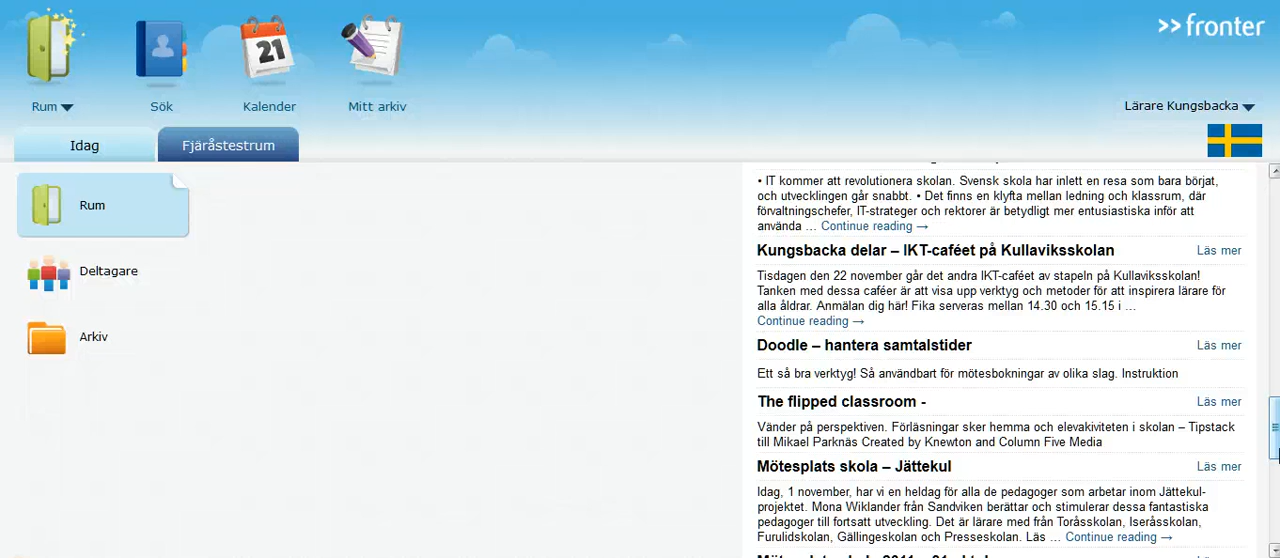 >>fronter
21
Rum
Sök
Kalender
Mitt arkiv
Lärare Kungsbacka
Idag
Fjäråstestrum
Rum
Deltagare
Arkiv
• IT kommer att revolutionera skolan. Svensk skola har inlett en resa som bara börjat,
och utvecklingen går snabbt. • Det finns en klyfta mellan ledning och klassrum, där
förvaltningschefer, IT-strateger och rektorer är betydligt mer entusiastiska inför att
använda … Continue reading →
Kungsbacka delar – IKT-caféet på Kullaviksskolan Läs mer
Tisdagen den 22 november går det andra IKT-caféet av stapeln på Kullaviksskolan!
Tanken med dessa caféer är att visa upp verktyg och metoder för att inspirera lärare för
alla åldrar. Anmälan dig här! Fika serveras mellan 14.30 och 15.15 i …
Continue reading →
Doodle – hantera samtalstider Läs mer
Ett så bra verktyg! Så användbart för mötesbokningar av olika slag. Instruktion
The flipped classroom - Läs mer
Vänder på perspektiven. Förläsningar sker hemma och elevakiviteten i skolan – Tipstack
till Mikael Parknäs Created by Knewton and Column Five Media
Mötesplats skola – Jättekul Läs mer
Idag, 1 november, har vi en heldag för alla de pedagoger som arbetar inom Jättekul-
projektet. Mona Wiklander från Sandviken berättar och stimulerar dessa fantastiska
pedagoger till fortsatt utveckling. Det är lärare med från Toråsskolan, Iseråsskolan,
Furulidskolan, Gällingeskolan och Presseskolan. Läs … Continue reading →